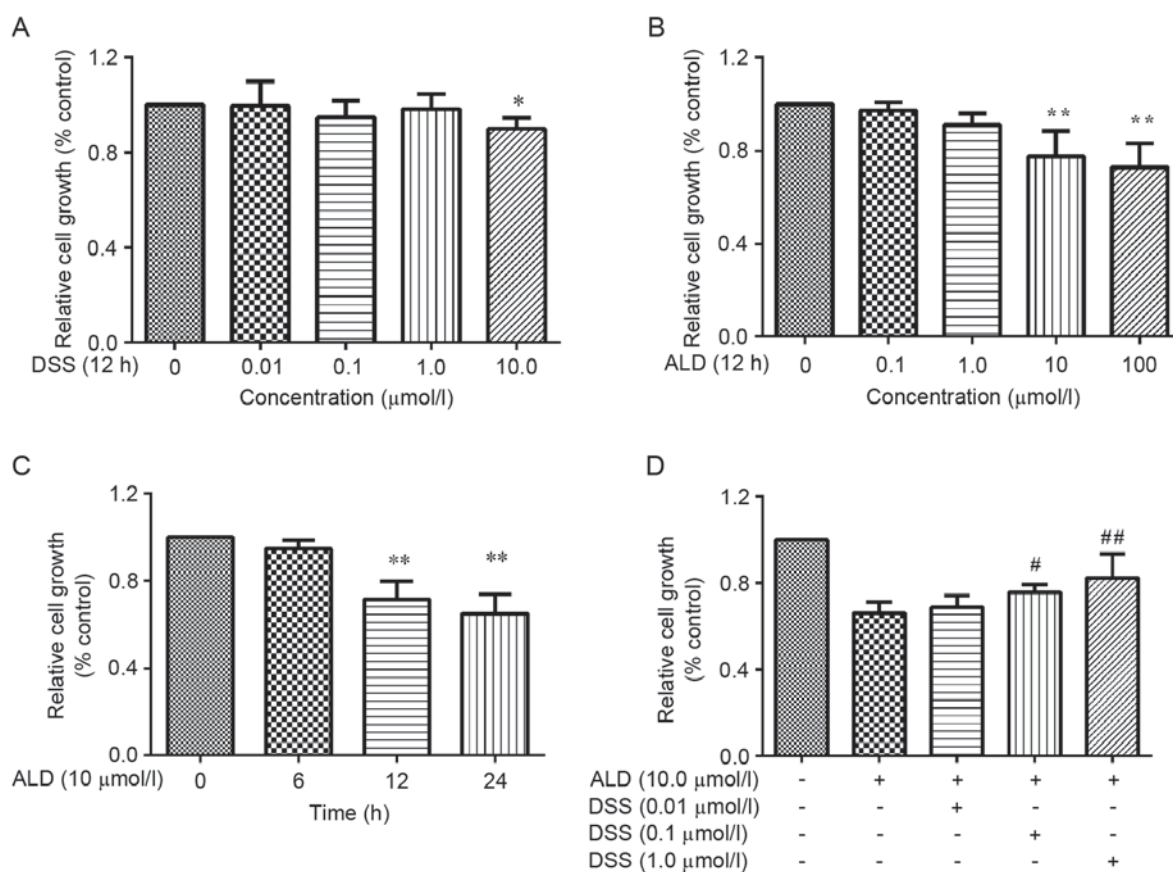 A
Relative cell growth (% control)
1.2
0.8
0.4
0.0
*
DSS (12 h)
0 0.01 0.1 1.0 10.0
Concentration (μmol/l)
B
Relative cell growth (% control)
1.2
0.8
0.4
0.0
** **
ALD (12 h)
0 0.1 1.0 10 100
Concentration (μmol/l)
C
Relative cell growth
(% control)
1.2
0.8
0.4
0.0
** **
ALD (10 μmol/l)
0 6 12 24
Time (h)
D
Relative cell growth
(% control)
1.2
0.8
0.4
0.0
# ##
ALD (10.0 μmol/l) - + + + +
DSS (0.01 μmol/l) - - + - -
DSS (0.1 μmol/l) - - - + -
DSS (1.0 μmol/l) - - - - +